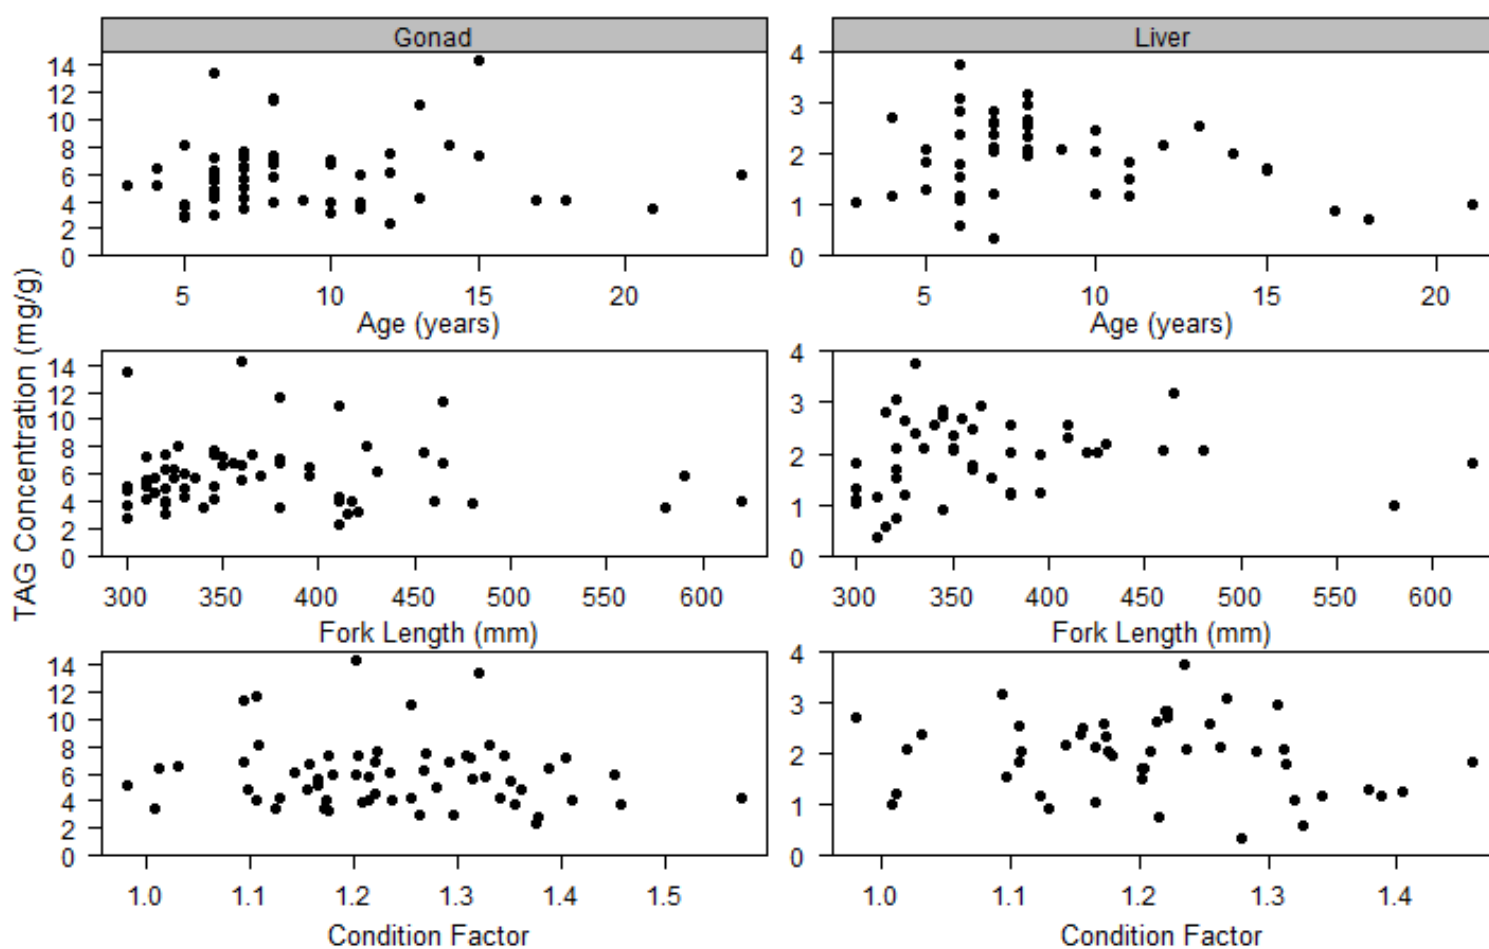 Gonad Liver
14 12 10 8 6 4 2 0
4 3 2 1 0
5 10 15 20
5 10 15 20
Age (years) Age (years)
TAG Concentration (mg/g)
14 12 10 8 6 4 2 0
4 3 2 1 0
300 350 400 450 500 550 600
300 350 400 450 500 550 600
Fork Length (mm) Fork Length (mm)
14 12 10 8 6 4 2 0
4 3 2 1 0
1.0 1.1 1.2 1.3 1.4 1.5
1.0 1.1 1.2 1.3 1.4
Condition Factor Condition Factor